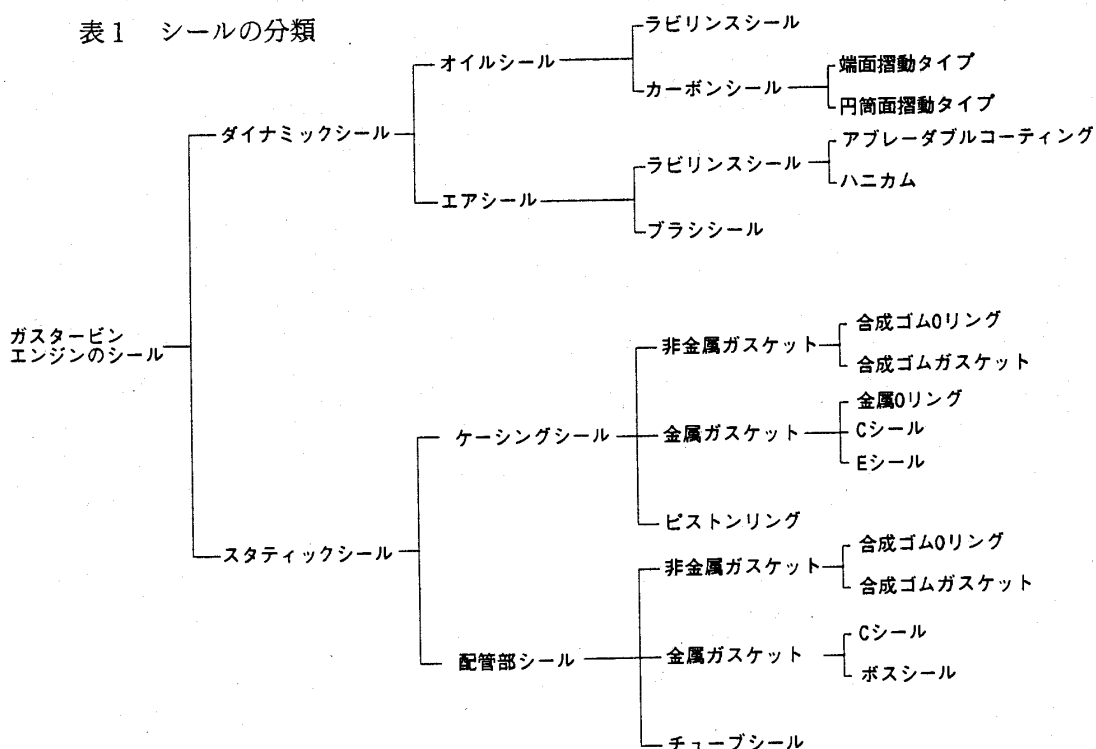 表1 シールの分類
ガスタービン
エンジンのシール
ダイナミックシール
オイルシール
ラビリンスシール
カーボンシール
端面摺動タイプ
円筒面摺動タイプ
エアシール
ラビリンスシール
アブレーダブルコーティング
ハニカム
ブラシシール
スタティックシール
ケーシングシール
非金属ガスケット
合成ゴムOリング
合成ゴムガスケット
金属ガスケット
金属Oリング
Cシール
Eシール
ピストンリング
配管部シール
非金属ガスケット
合成ゴムOリング
合成ゴムガスケット
金属ガスケット
Cシール
ボスシール
チューブシール